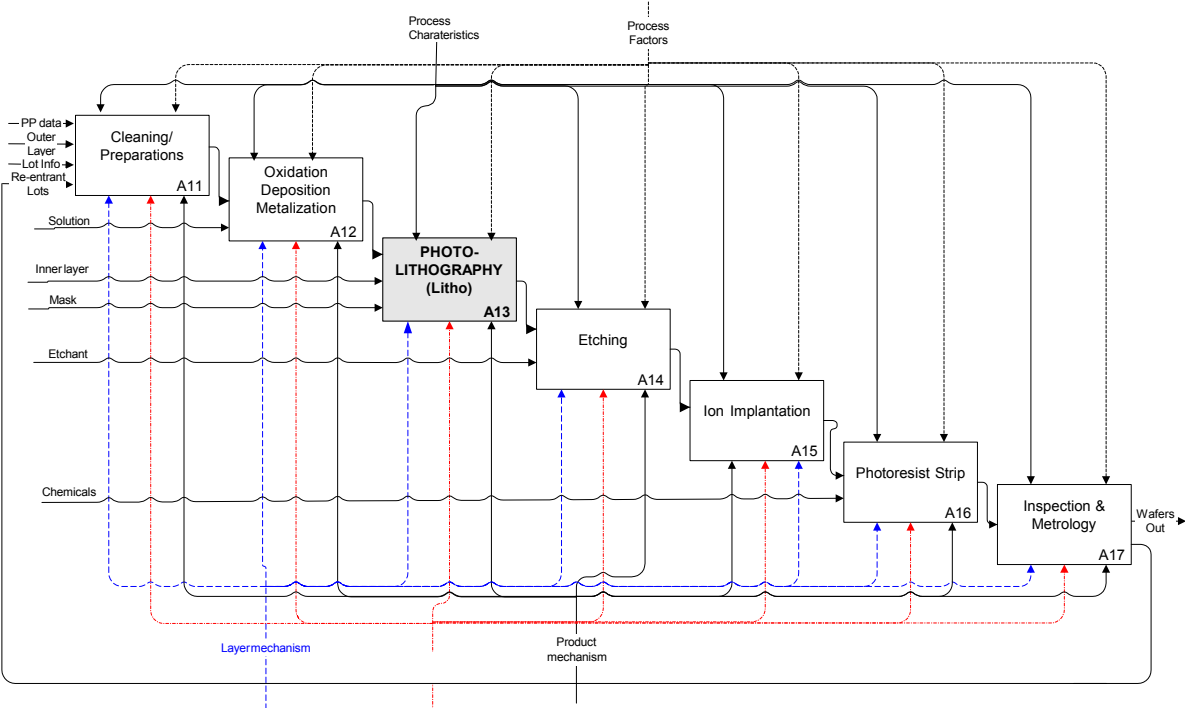 Process
Charateristics
Process
Factors
PP data
Outer
Layer
Lot Info
Re-entrant
Lots
Cleaning/
Preparations
A11
Oxidation
Deposition
Metalization
A12
Solution
PHOTO-
LITHOGRAPHY
(Litho)
A13
Inner layer
Mask
Etching
A14
Etchant
Ion Implantation
A15
Photoresist Strip
A16
Chemicals
Inspection &
Metrology
A17
Wafers
Out
Layermechanism
Product
mechanism